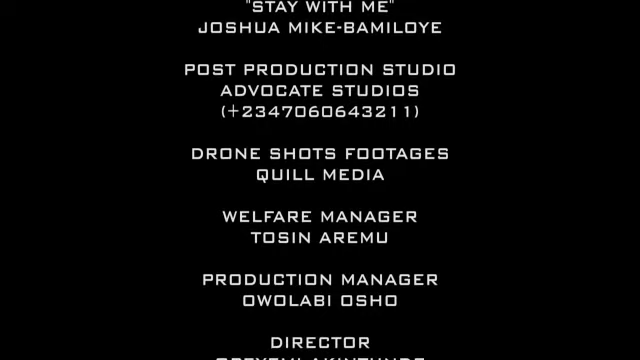 "STAY WITH ME"
JOSHUA MIKE-BAMILOYE
POST PRODUCTION STUDIO
ADVOCATE STUDIOS
(+2347060643211)
DRONE SHOTS FOOTAGES
QUILL MEDIA
WELFARE MANAGER
TOSIN AREMU
PRODUCTION MANAGER
OWOLABI OSHO
DIRECTOR